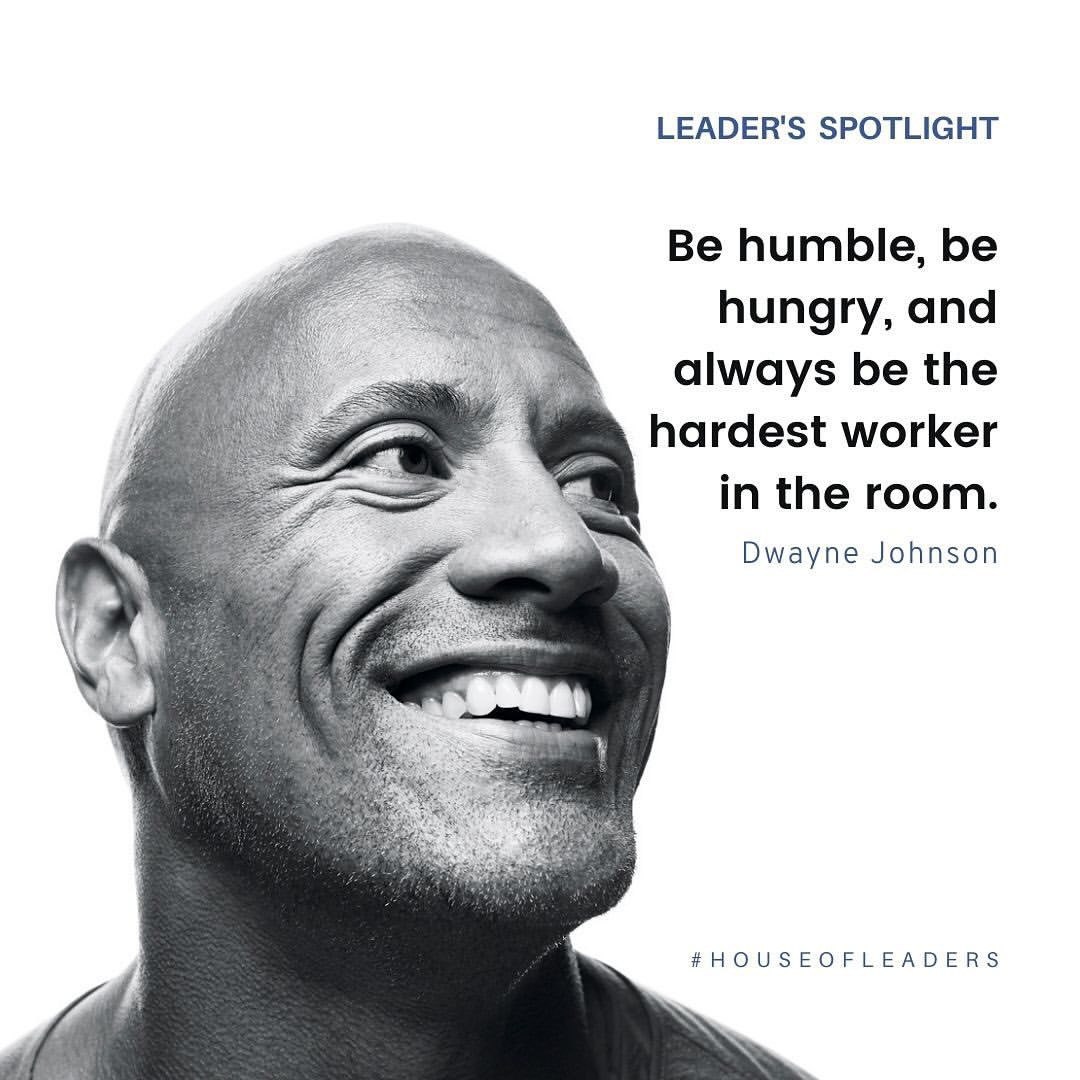 LEADER'S SPOTLIGHT
Be humble, be
hungry, and
always be the
hardest worker
in the room.
Dwayne Johnson
#HOUSEOFLEADERS